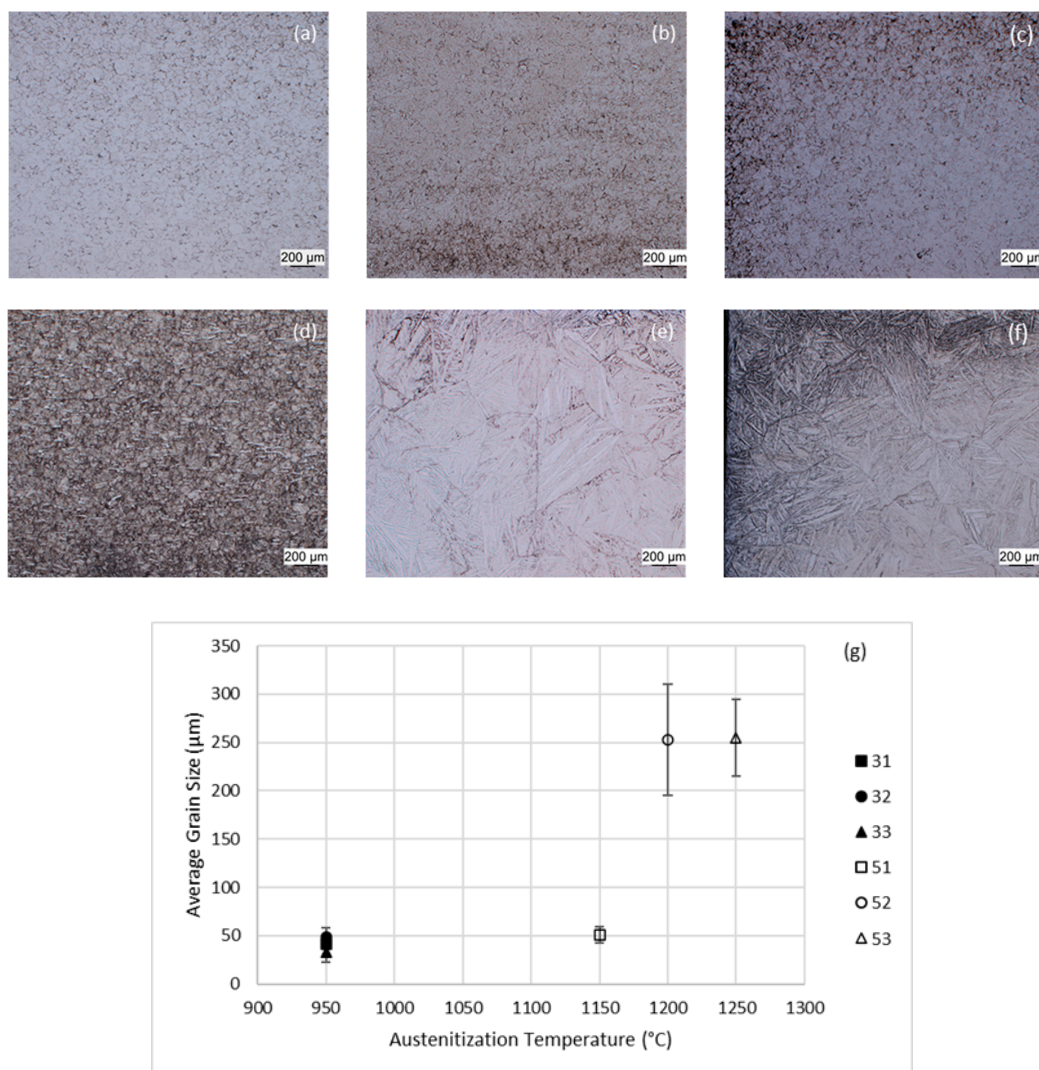 (a)
(b)
(c)
200 µm
200 µm
200 µm
(d)
(e)
(f)
200 µm
200 µm
200 µm
(g)
350
300
250
200
150
100
50
0
Average Grain Size (µm)
900 950 1000 1050 1100 1150 1200 1250 1300
Austenitization Temperature (°C)
31
32
33
51
52
53